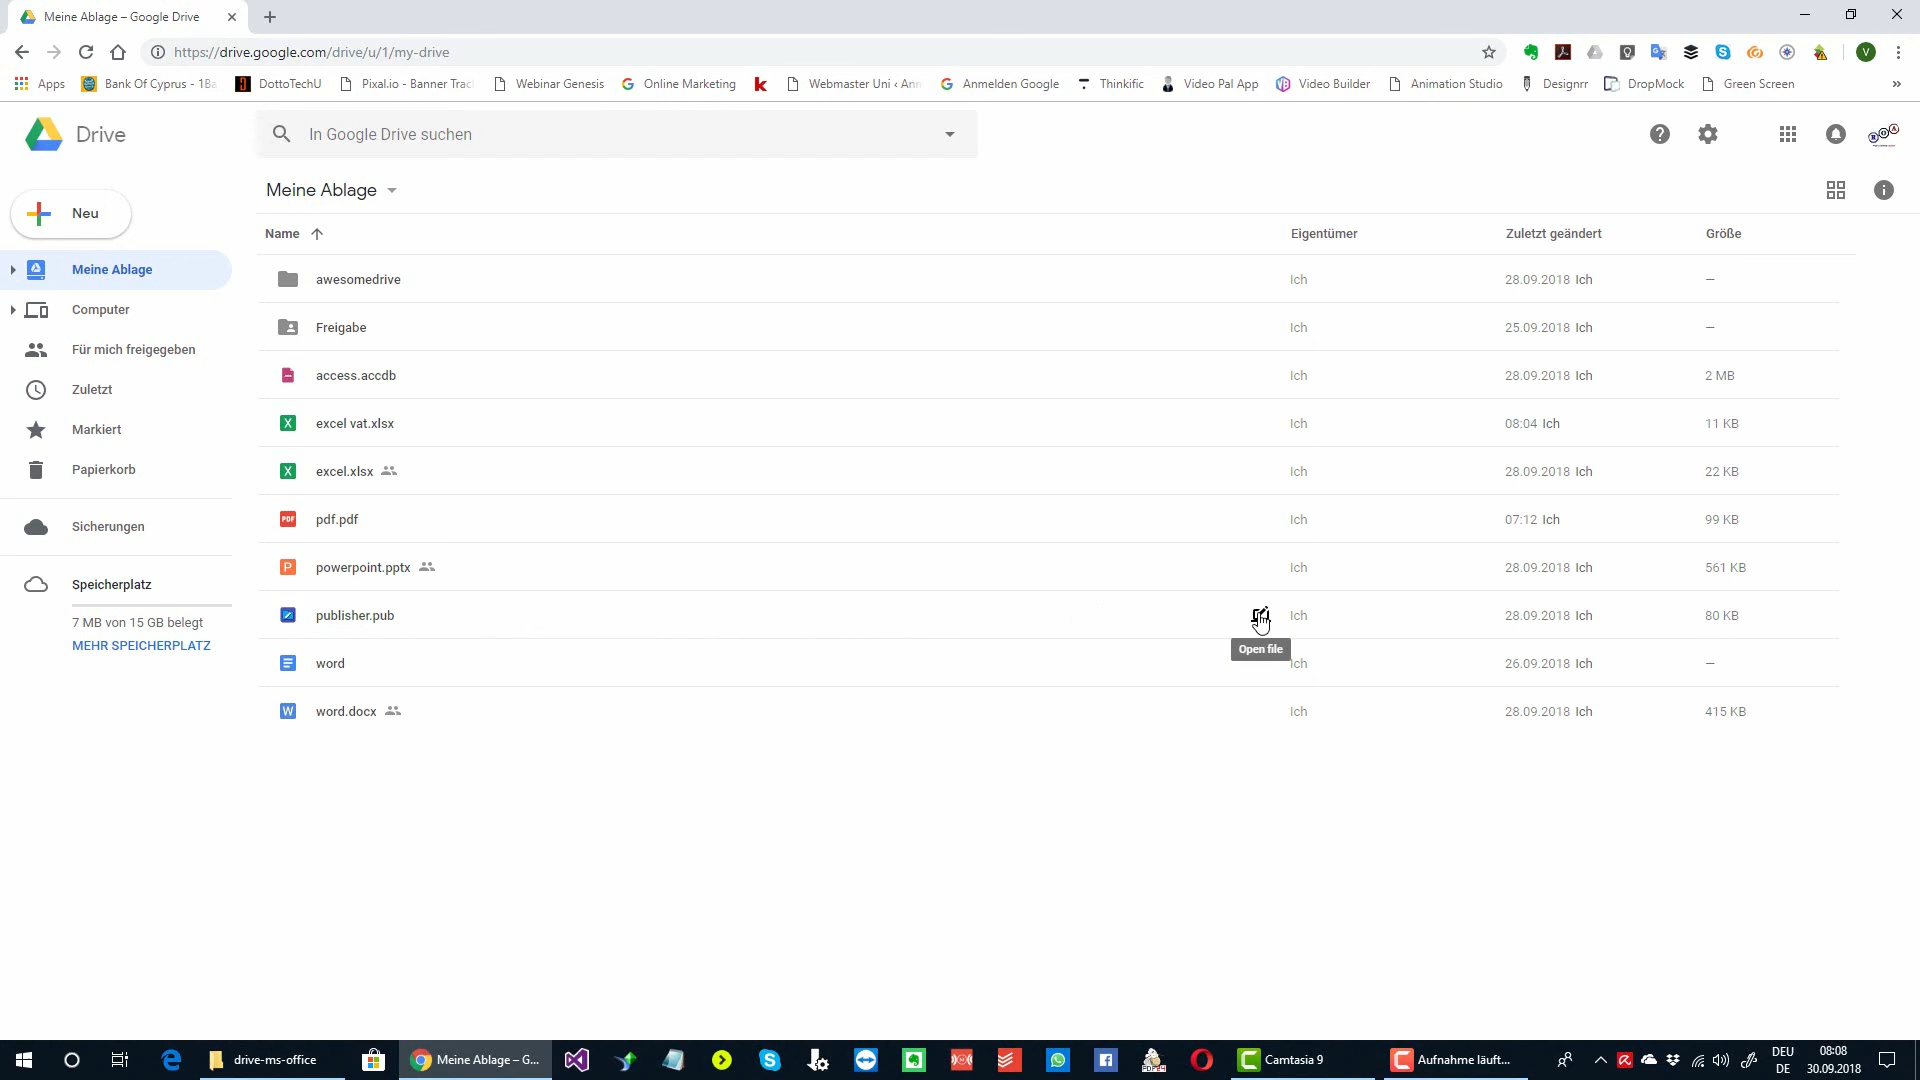 Meine Ablage – Google Drive
https://drive.google.com/drive/u/1/my-drive
Apps Bank Of Cyprus - 1Ba DottoTechU Pixal.io - Banner Trac Webinar Genesis Online Marketing Webmaster Uni ‹ Ann Anmelden Google Thinkific Video Pal App Video Builder Animation Studio Designrr DropMock Green Screen »
Drive
In Google Drive suchen
Meine Ablage
Neu
Name Eigentümer Zuletzt geändert Größe
Meine Ablage
Computer
Für mich freigegeben
Zuletzt
Markiert
Papierkorb
Sicherungen
Speicherplatz
7 MB von 15 GB belegt
MEHR SPEICHERPLATZ
awesomedrive Ich 28.09.2018 Ich —
Freigabe Ich 25.09.2018 Ich —
access.accdb Ich 28.09.2018 Ich 2 MB
excel vat.xlsx Ich 08:04 Ich 11 KB
excel.xlsx Ich 28.09.2018 Ich 22 KB
PDF pdf.pdf Ich 07:12 Ich 99 KB
P powerpoint.pptx Ich 28.09.2018 Ich 561 KB
publisher.pub Ich 28.09.2018 Ich 80 KB
Open file
word Ich 26.09.2018 Ich —
W word.docx Ich 28.09.2018 Ich 415 KB
drive-ms-office Meine Ablage – G... Camtasia 9 Aufnahme läuft...
DEU
DE
08:08
30.09.2018